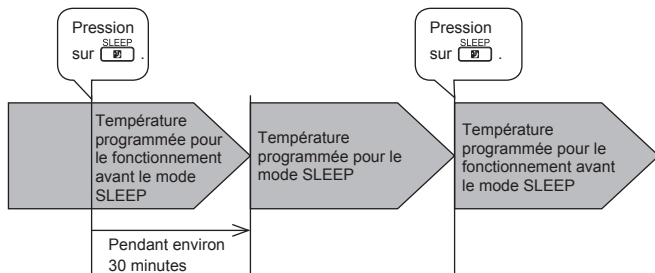 Pression
SLEEP
sur .
Pression
SLEEP
sur .
Température
programmée pour
le fonctionnement
avant le mode
SLEEP
Température
programmée pour le
mode SLEEP
Température
programmée pour le
fonctionnement avant
le mode SLEEP
Pendant environ
30 minutes